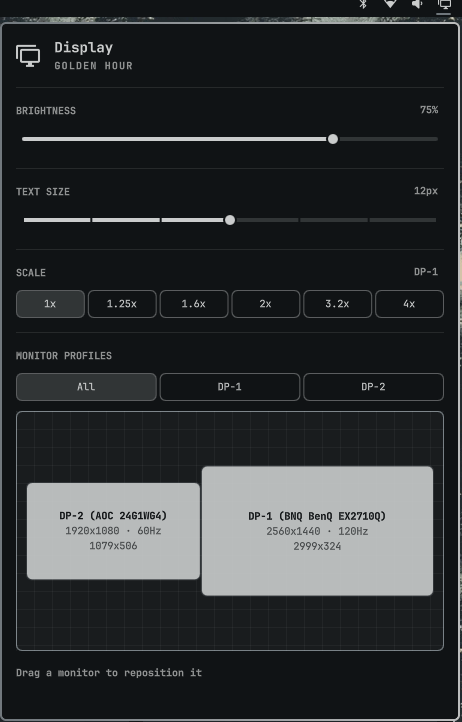 Display
GOLDEN HOUR
BRIGHTNESS 75%
TEXT SIZE 12px
SCALE DP-1
1x 1.25x 1.6x 2x 3.2x 4x
MONITOR PROFILES
All DP-1 DP-2
DP-2 (AOC 24G1WG4)
1920x1080 · 60Hz
1079x506
DP-1 (BNQ BenQ EX2710Q)
2560x1440 · 120Hz
2999x324
Drag a monitor to reposition it